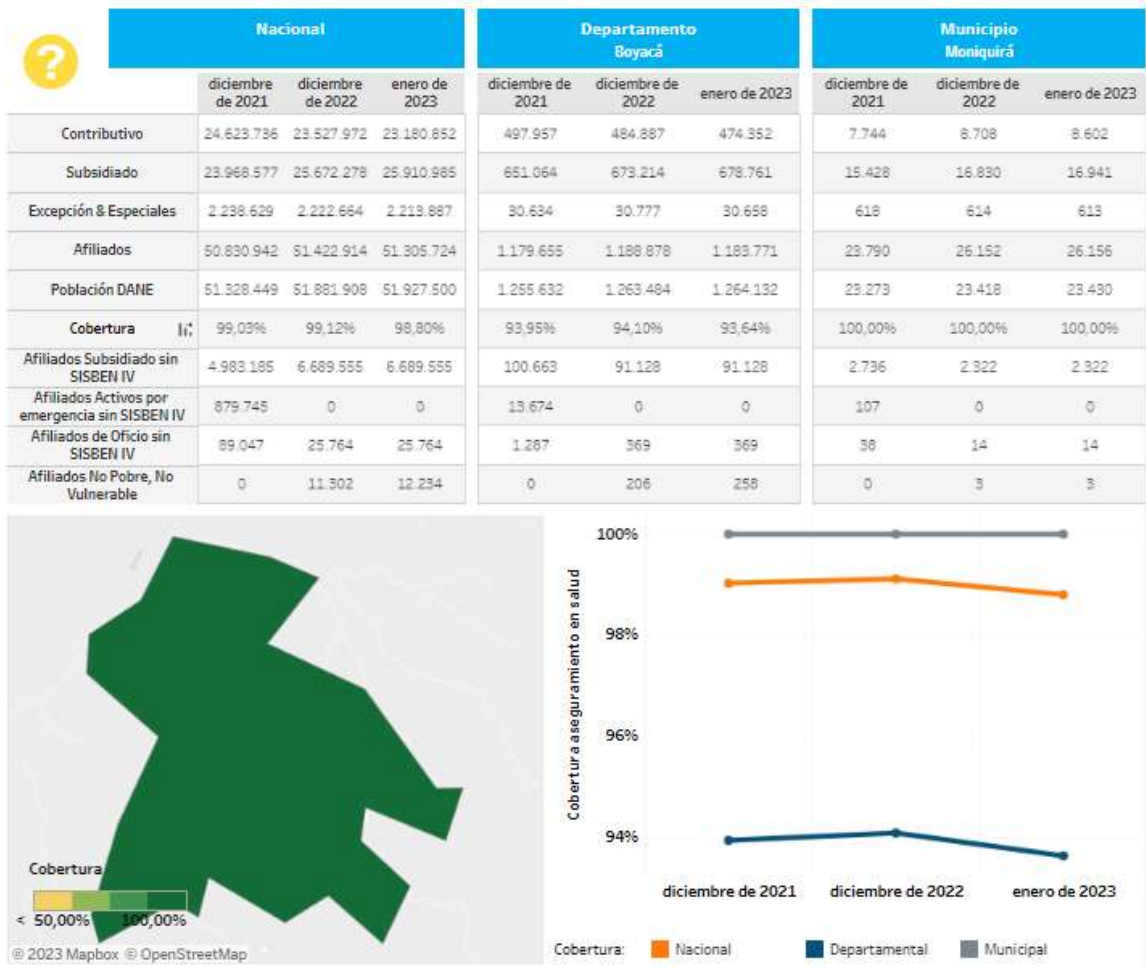 ?
Nacional
Departamento
Boyacá
Municipio
Moniquirá
diciembre de 2021 diciembre de 2022 enero de 2023 diciembre de 2021 diciembre de 2022 enero de 2023 diciembre de 2021 diciembre de 2022 enero de 2023
Contributivo 24.623.736 23.527.972 23.180.852 497.957 484.887 474.352 7.744 8.708 8.602
Subsidiado 23.968.577 25.672.278 25.910.985 651.064 673.214 678.761 15.428 16.830 16.941
Excepción & Especiales 2.238.629 2.222.664 2.213.887 30.634 30.777 30.658 618 614 613
Afiliados 50.830.942 51.422.914 51.305.724 1.179.655 1.188.878 1.183.771 23.790 26.152 26.156
Población DANE 51.328.449 51.881.908 51.927.500 1.255.632 1.263.484 1.264.132 23.273 23.418 23.430
Cobertura 99,03% 99,12% 98,80% 93,95% 94,10% 93,64% 100,00% 100,00% 100,00%
Afiliados Subsidiado sin SISBEN IV 4.983.185 6.689.555 6.689.555 100.663 91.128 91.128 2.736 2.322 2.322
Afiliados Activos por emergencia sin SISBEN IV 879.745 0 0 13.674 0 0 107 0 0
Afiliados de Oficio sin SISBEN IV 89.047 25.764 25.764 1.287 369 369 38 14 14
Afiliados No Pobre, No Vulnerable 0 11.302 12.234 0 206 258 0 3 3
Cobertura
< 50,00% 100,00%
© 2023 Mapbox © OpenStreetMap
Cobertura aseguramiento en salud
100%
98%
96%
94%
diciembre de 2021 diciembre de 2022 enero de 2023
Cobertura: Nacional Departamental Municipal